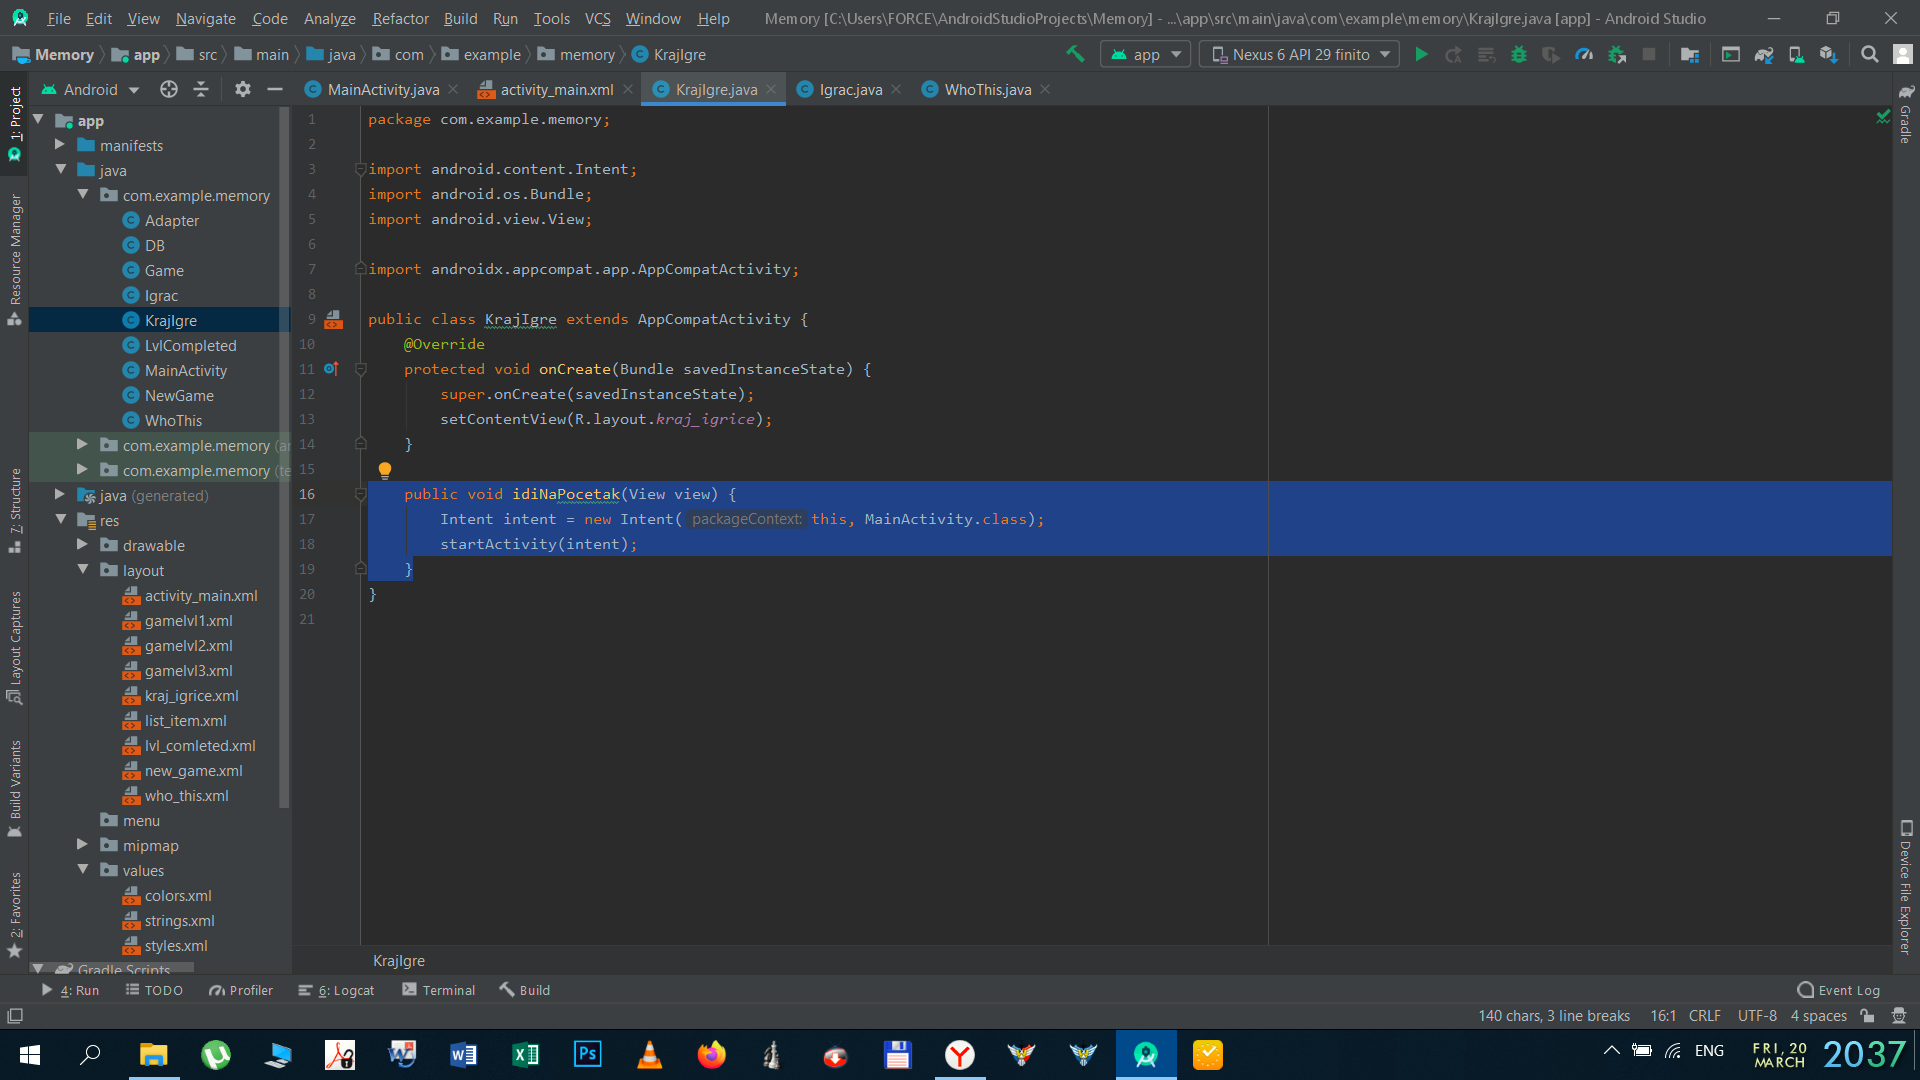 File Edit View Navigate Code Analyze Refactor Build Run Tools VCS Window Help Memory [C:\Users\FORCE\AndroidStudioProjects\Memory] - ...\app\src\main\java\com\example\memory\KrajIgre.java [app] - Android Studio
Memory app src main java com example memory KrajIgre app Nexus 6 API 29 finito
Android MainActivity.java activity_main.xml KrajIgre.java Igrac.java WhoThis.java
1: Project
Resource Manager
7: Structure
Layout Captures
Build Variants
2: Favorites
app
manifests
java
com.example.memory
Adapter
DB
Game
Igrac
KrajIgre
LvlCompleted
MainActivity
NewGame
WhoThis
com.example.memory (a
com.example.memory (te
java (generated)
res
drawable
layout
activity_main.xml
gamelvl1.xml
gamelvl2.xml
gamelvl3.xml
kraj_igrice.xml
list_item.xml
lvl_comleted.xml
new_game.xml
who_this.xml
menu
mipmap
values
colors.xml
strings.xml
styles.xml
Gradle Scripts
1 package com.example.memory;
2
3 import android.content.Intent;
4 import android.os.Bundle;
5 import android.view.View;
6
7 import androidx.appcompat.app.AppCompatActivity;
8
9 public class KrajIgre extends AppCompatActivity {
10 @Override
11 protected void onCreate(Bundle savedInstanceState) {
12 super.onCreate(savedInstanceState);
13 setContentView(R.layout.kraj_igrice);
14 }
15
16 public void idiNaPocetak(View view) {
17 Intent intent = new Intent( packageContext: this, MainActivity.class);
18 startActivity(intent);
19 }
20 }
21
KrajIgre
Gradle
Device File Explorer
4: Run TODO Profiler 6: Logcat Terminal Build Event Log
140 chars, 3 line breaks 16:1 CRLF UTF-8 4 spaces
ENG FRI, 20 MARCH 2037